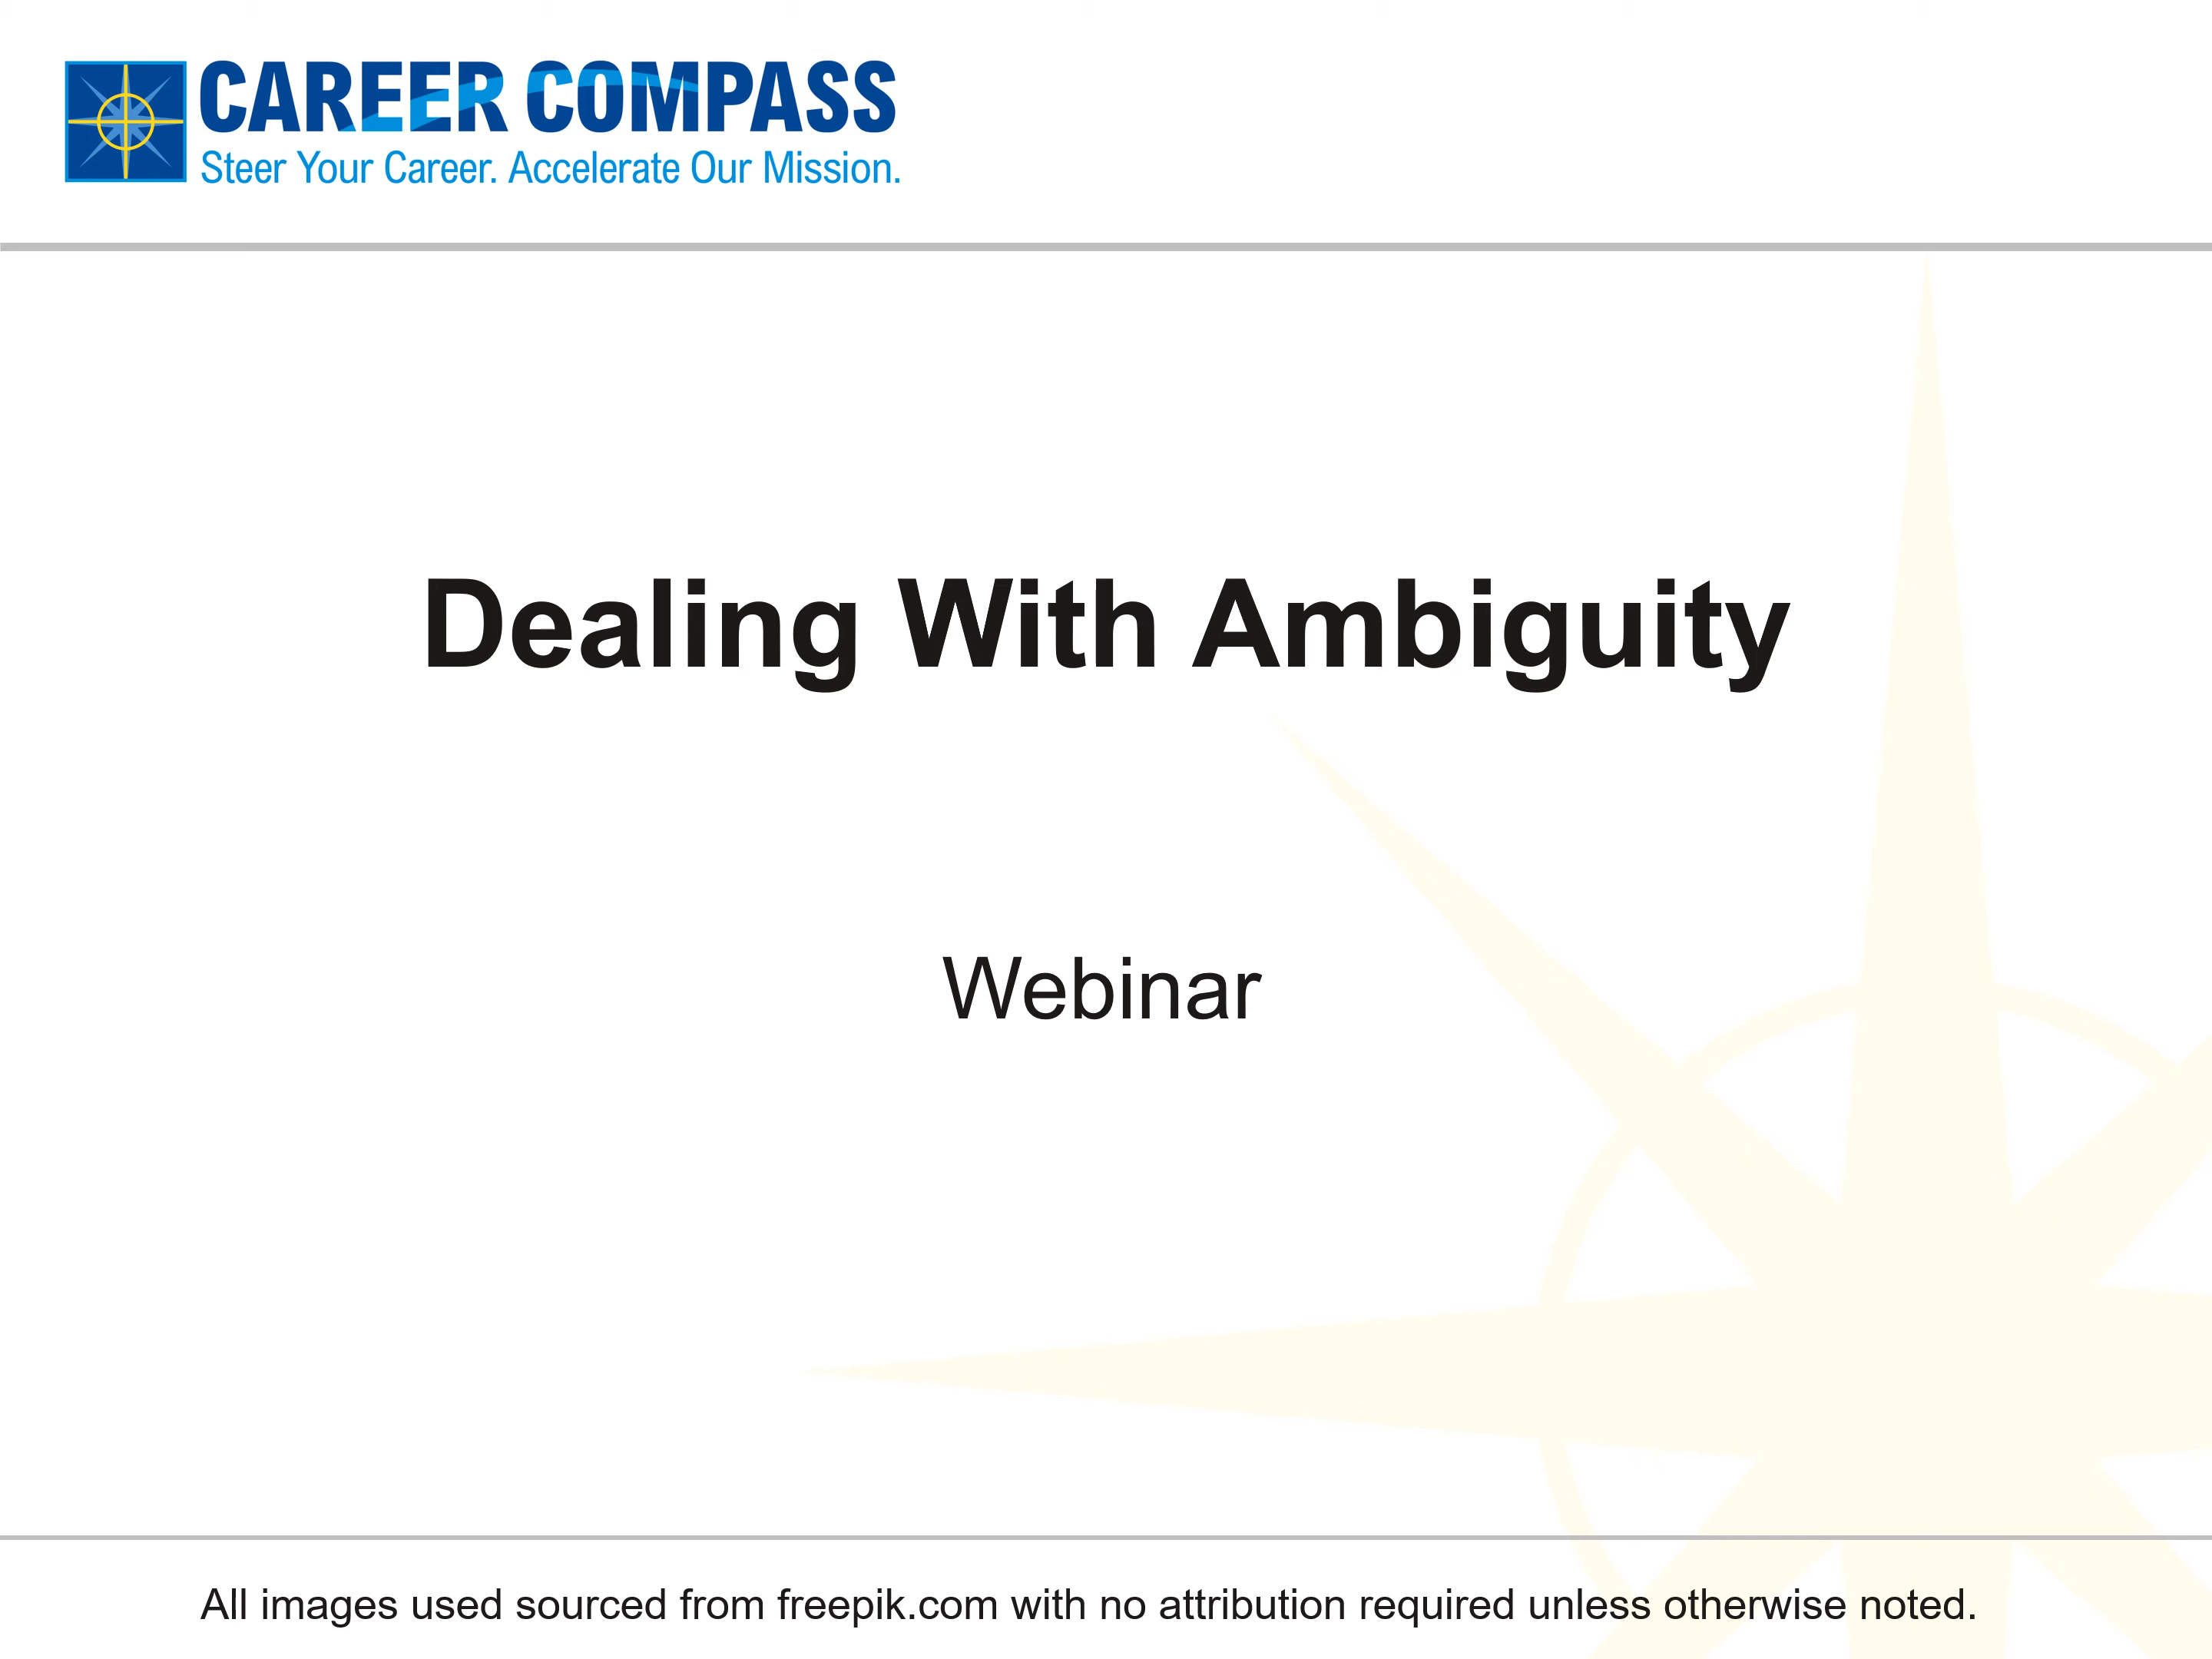 CAREER COMPASS
Steer Your Career. Accelerate Our Mission.
Dealing With Ambiguity
Webinar
All images used sourced from freepik.com with no attribution required unless otherwise noted.